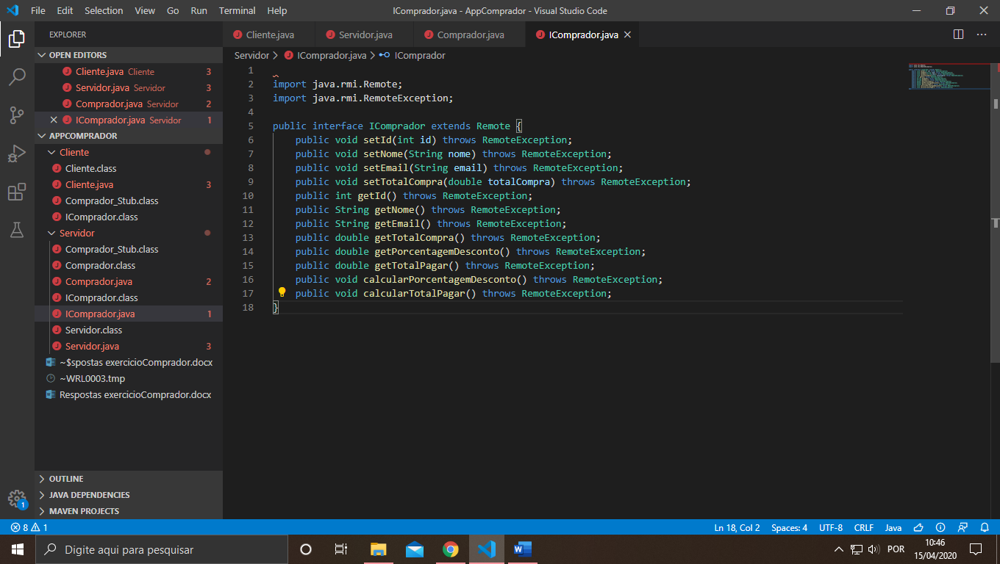 File Edit Selection View Go Run Terminal Help
IComprador.java - AppComprador - Visual Studio Code
EXPLORER
OPEN EDITORS
Cliente.java Cliente 3
Servidor.java Servidor 3
Comprador.java Servidor 2
IComprador.java Servidor 1
APPCOMPRADOR
Cliente
Cliente.class
Cliente.java 3
Comprador_Stub.class
IComprador.class
Servidor
Comprador_Stub.class
Comprador.class
Comprador.java 2
IComprador.class
IComprador.java 1
Servidor.class
Servidor.java 3
~$spostas exercicioComprador.docx
~WRL0003.tmp
Respostas exercicioComprador.docx
OUTLINE
JAVA DEPENDENCIES
MAVEN PROJECTS
1
Cliente.java Servidor.java Comprador.java IComprador.java
Servidor > IComprador.java > IComprador
1
2 import java.rmi.Remote;
3 import java.rmi.RemoteException;
4
5 public interface IComprador extends Remote {
6 public void setId(int id) throws RemoteException;
7 public void setNome(String nome) throws RemoteException;
8 public void setEmail(String email) throws RemoteException;
9 public void setTotalCompra(double totalCompra) throws RemoteException;
10 public int getId() throws RemoteException;
11 public String getNome() throws RemoteException;
12 public String getEmail() throws RemoteException;
13 public double getTotalCompra() throws RemoteException;
14 public double getPorcentagemDesconto() throws RemoteException;
15 public double getTotalPagar() throws RemoteException;
16 public void calcularPorcentagemDesconto() throws RemoteException;
17 public void calcularTotalPagar() throws RemoteException;
18 }
8 1
Ln 18, Col 2 Spaces: 4 UTF-8 CRLF Java
Digite aqui para pesquisar
POR
10:46
15/04/2020